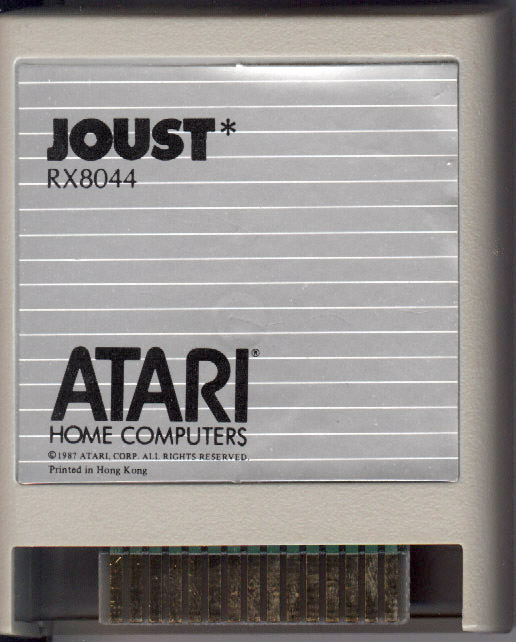 JOUST*
RX8044
ATARI®
HOME COMPUTERS
©1987 ATARI, CORP. ALL RIGHTS RESERVED.
Printed in Hong Kong